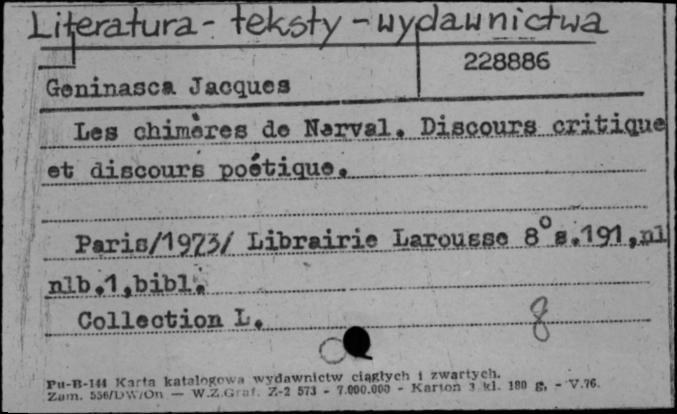 Literatura - teksty - wydawnictwa
228886
Geninasca Jacques
Les chimères de Nerval. Discours critique
et discours poétique.
Paris/1973/ Librairie Larousse 8° s.191,nl
nlb.1,bibl.
Collection L.
8
Pu-B-144 Karta katalogowa wydawnictw ciągłych i zwartych.
Zam. 556/DW/On — W.Z.Graf. Z-2 573 - 7.000.000 - Karton 3 kl. 180 g, - V.76.